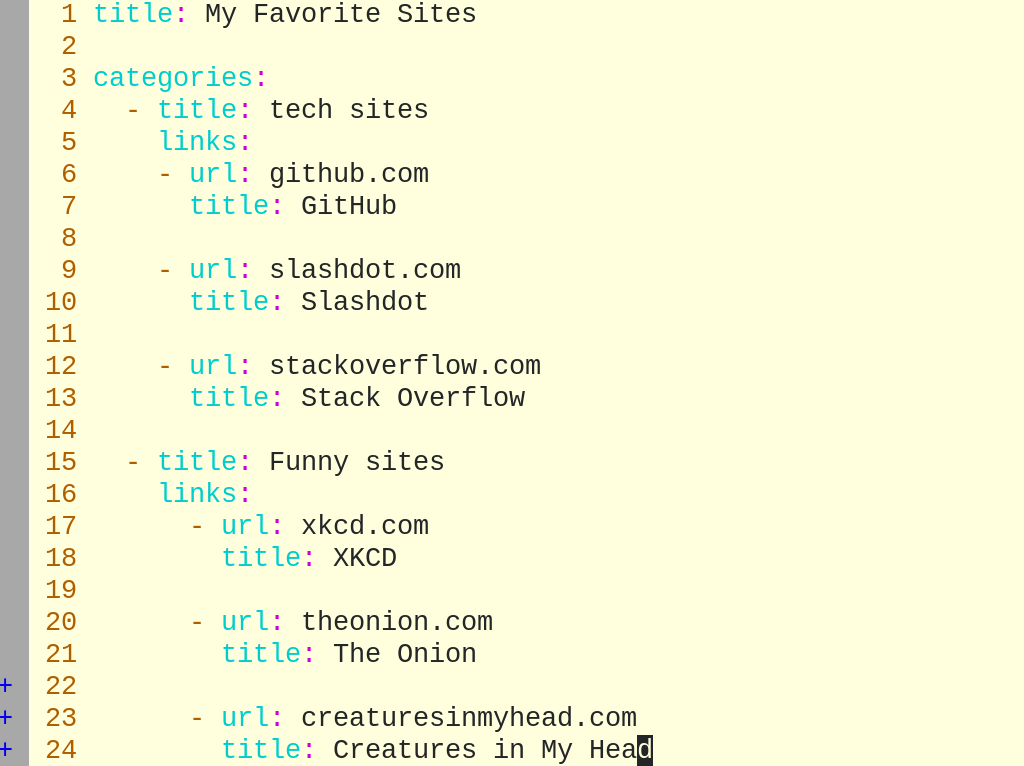 1 title: My Favorite Sites
2
3 categories:
4   - title: tech sites
5     links:
6     - url: github.com
7       title: GitHub
8
9     - url: slashdot.com
10       title: Slashdot
11
12     - url: stackoverflow.com
13       title: Stack Overflow
14
15   - title: Funny sites
16     links:
17       - url: xkcd.com
18         title: XKCD
19
20       - url: theonion.com
21         title: The Onion
+ 22
+ 23       - url: creaturesinmyhead.com
+ 24         title: Creatures in My Head